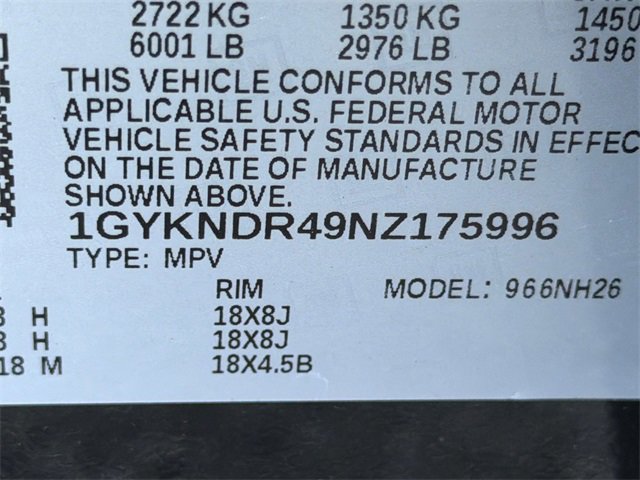 2722 KG 1350 KG 1450
6001 LB 2976 LB 3196
THIS VEHICLE CONFORMS TO ALL
APPLICABLE U.S. FEDERAL MOTOR
VEHICLE SAFETY STANDARDS IN EFFEC
ON THE DATE OF MANUFACTURE
SHOWN ABOVE.
1GYKNDR49NZ175996
TYPE: MPV
RIM MODEL: 966NH26
H 18X8J
H 18X8J
18 M 18X4.5B